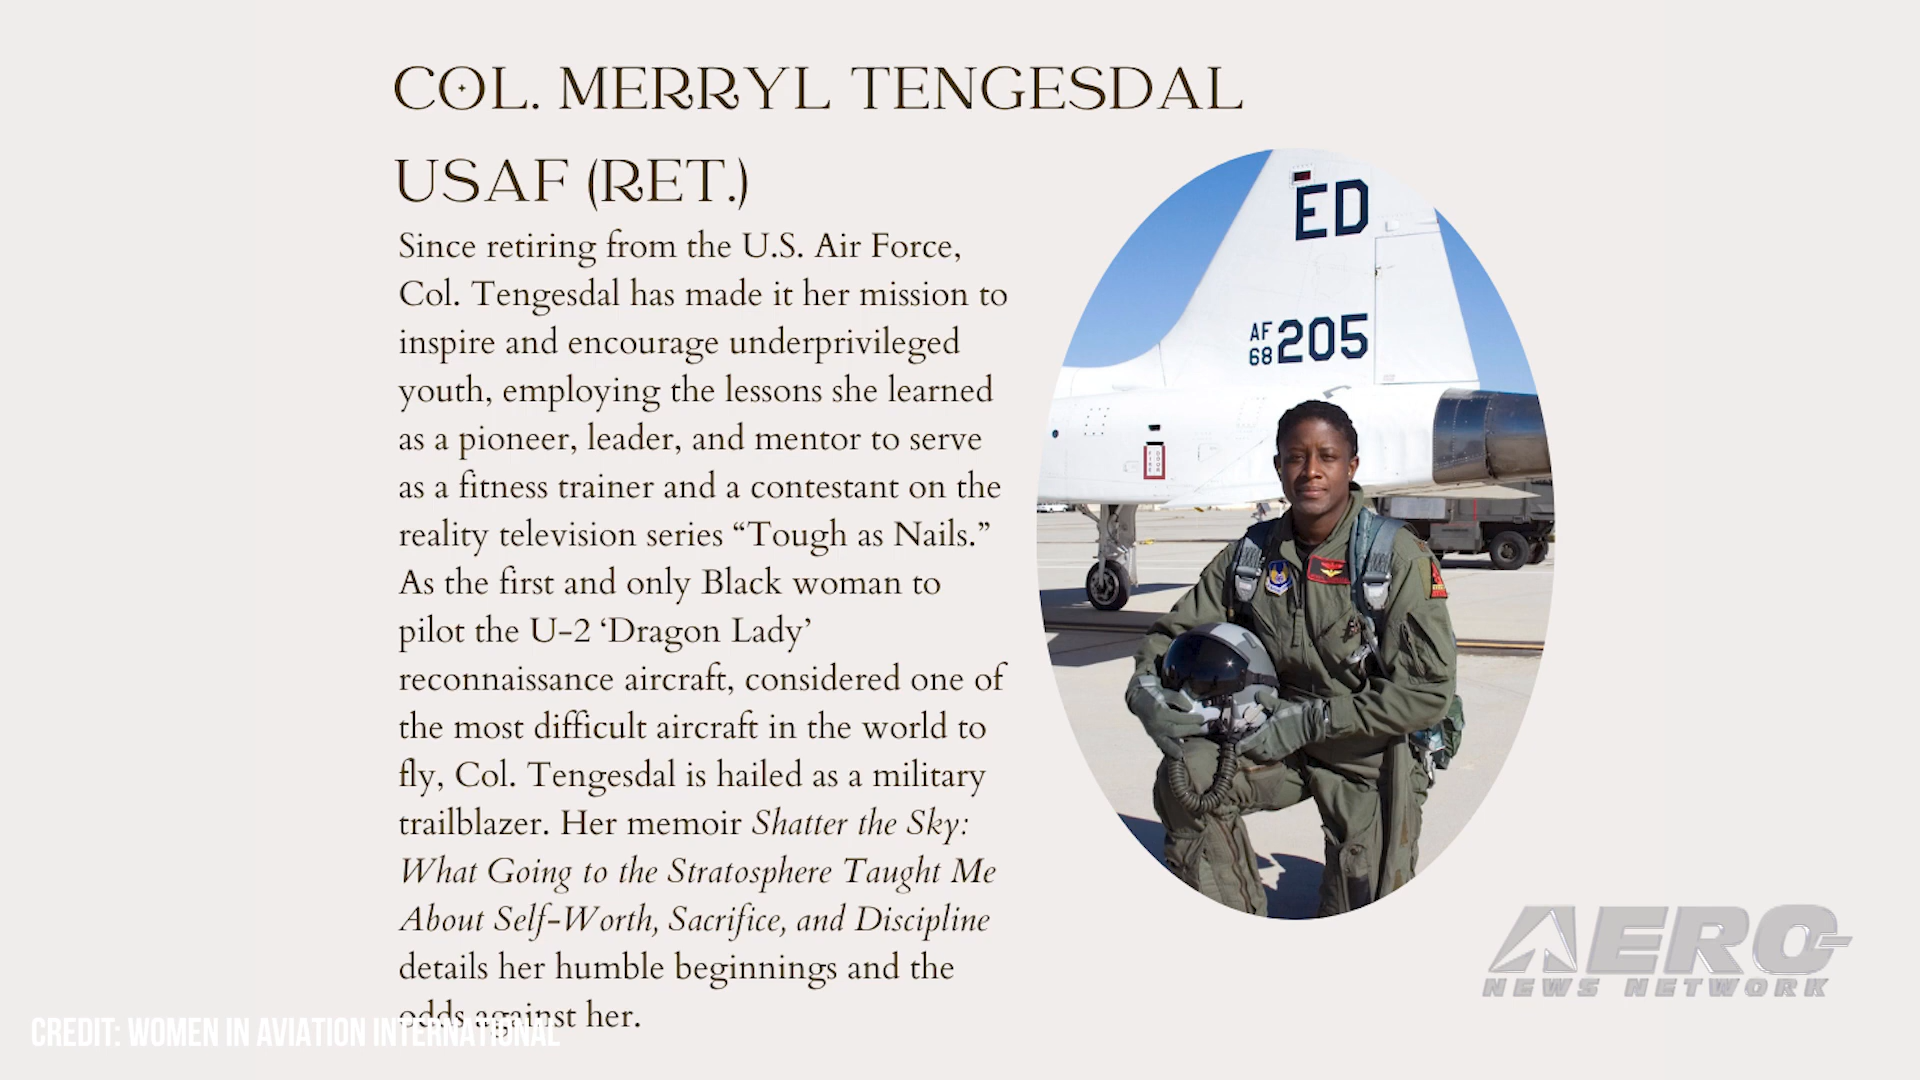 COL. MERRYL TENGESDAL
USAF (RET.)
Since retiring from the U.S. Air Force,
Col. Tengesdal has made it her mission to
inspire and encourage underprivileged
youth, employing the lessons she learned
as a pioneer, leader, and mentor to serve
as a fitness trainer and a contestant on the
reality television series “Tough as Nails.”
As the first and only Black woman to
pilot the U-2 ‘Dragon Lady’
reconnaissance aircraft, considered one of
the most difficult aircraft in the world to
fly, Col. Tengesdal is hailed as a military
trailblazer. Her memoir Shatter the Sky:
What Going to the Stratosphere Taught Me
About Self-Worth, Sacrifice, and Discipline
details her humble beginnings and the
odds against her.
ED
AF
68 205
AERO
NEWS NETWORK
CREDIT: WOMEN IN AVIATION INTERNATIONAL